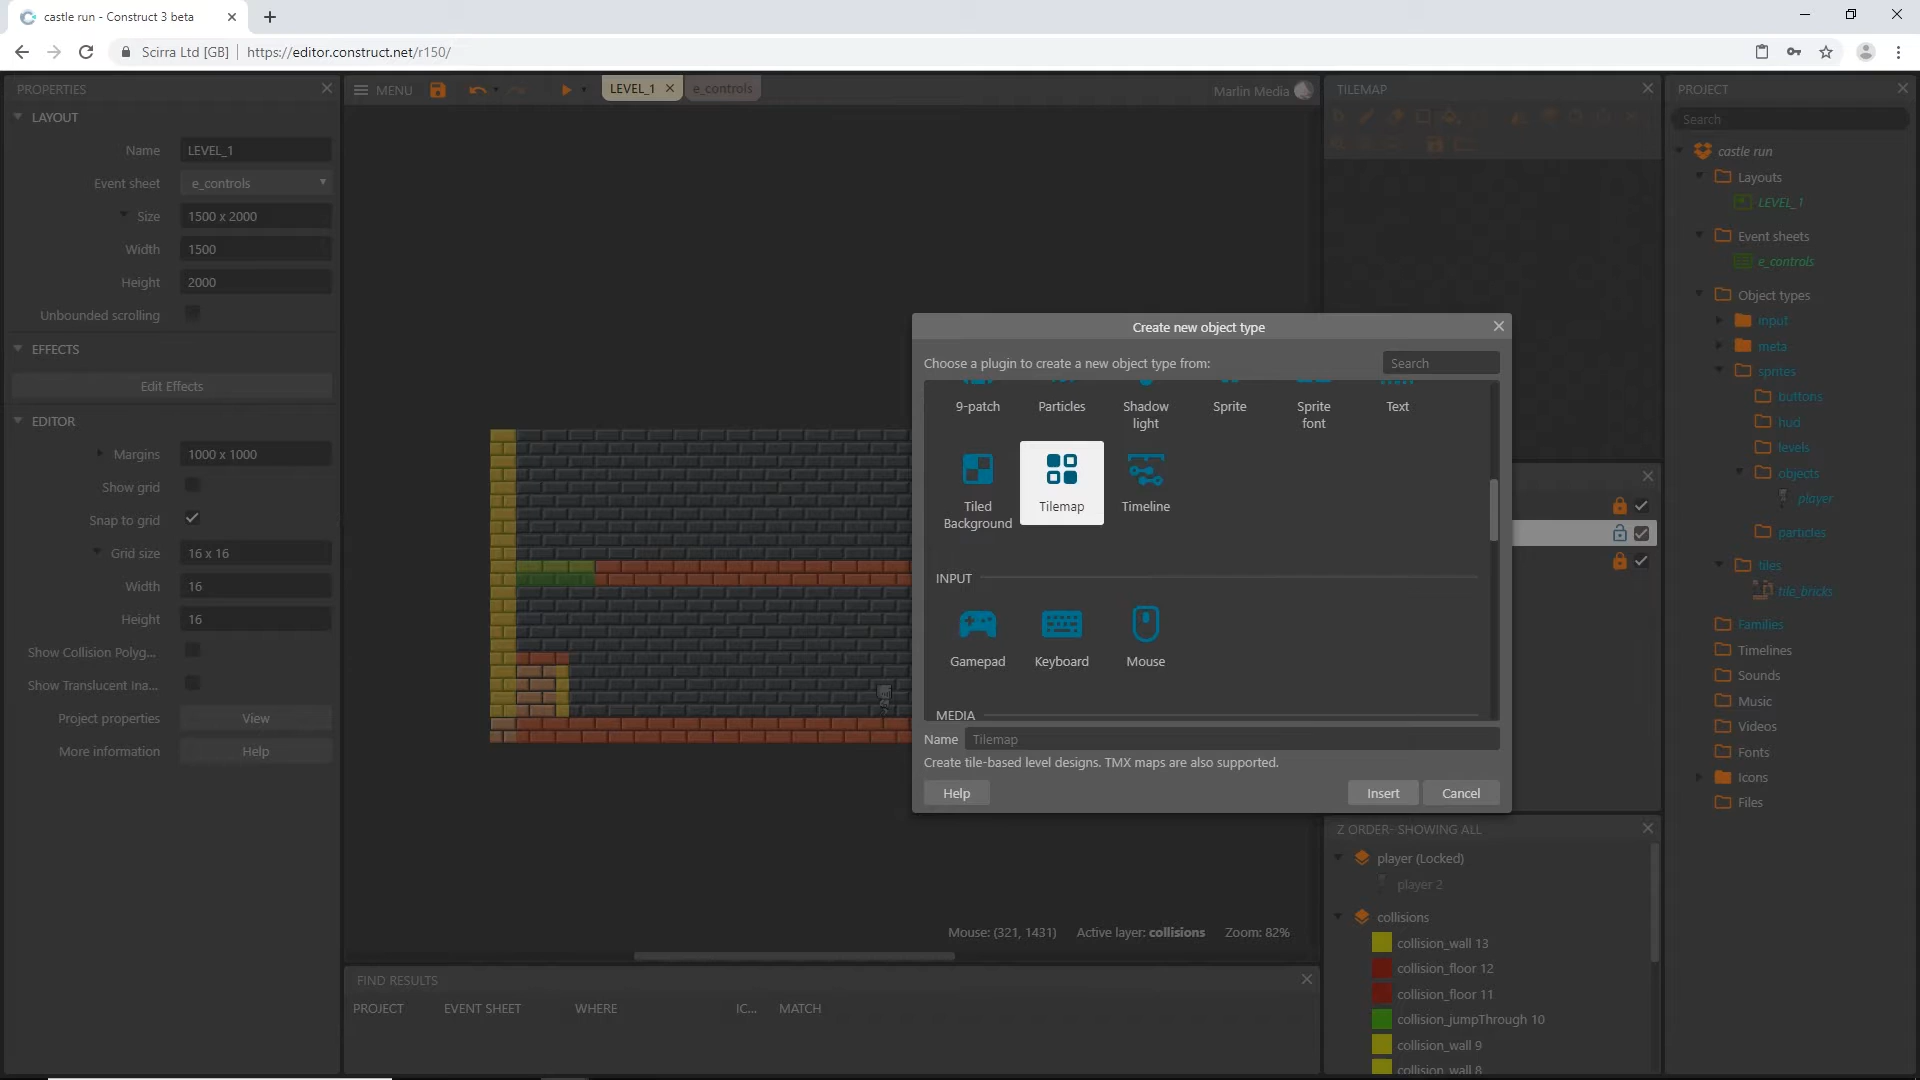 castle run - Construct 3 beta
Scirra Ltd [GB]
https://editor.construct.net/r150/
PROPERTIES
LAYOUT
Name LEVEL_1
Event sheet e_controls
Size 1500 x 2000
Width 1500
Height 2000
Unbounded scrolling
EFFECTS
Edit Effects
EDITOR
Margins 1000 x 1000
Show grid
Snap to grid
Grid size 16 x 16
Width 16
Height 16
Show Collision Polyg...
Show Translucent Ina...
Project properties View
More information Help
MENU
LEVEL_1
e_controls
Marlin Media
Create new object type
Choose a plugin to create a new object type from:
Search
9-patch
Particles
Shadow
light
Sprite
Sprite
font
Text
Tiled
Background
Tilemap
Timeline
INPUT
Gamepad
Keyboard
Mouse
MEDIA
Name Tilemap
Create tile-based level designs. TMX maps are also supported.
Help
Insert
Cancel
Mouse: (321, 1431) Active layer: collisions Zoom: 82%
FIND RESULTS
PROJECT EVENT SHEET WHERE IC... MATCH
TILEMAP
Z ORDER- SHOWING ALL
player (Locked)
player 2
collisions
collision_wall 13
collision_floor 12
collision_floor 11
collision_jumpThrough 10
collision_wall 9
collision_wall 8
PROJECT
Search
castle run
Layouts
LEVEL_1
Event sheets
e_controls
Object types
input
meta
sprites
buttons
hud
levels
objects
player
particles
tiles
tile_bricks
Families
Timelines
Sounds
Music
Videos
Fonts
Icons
Files